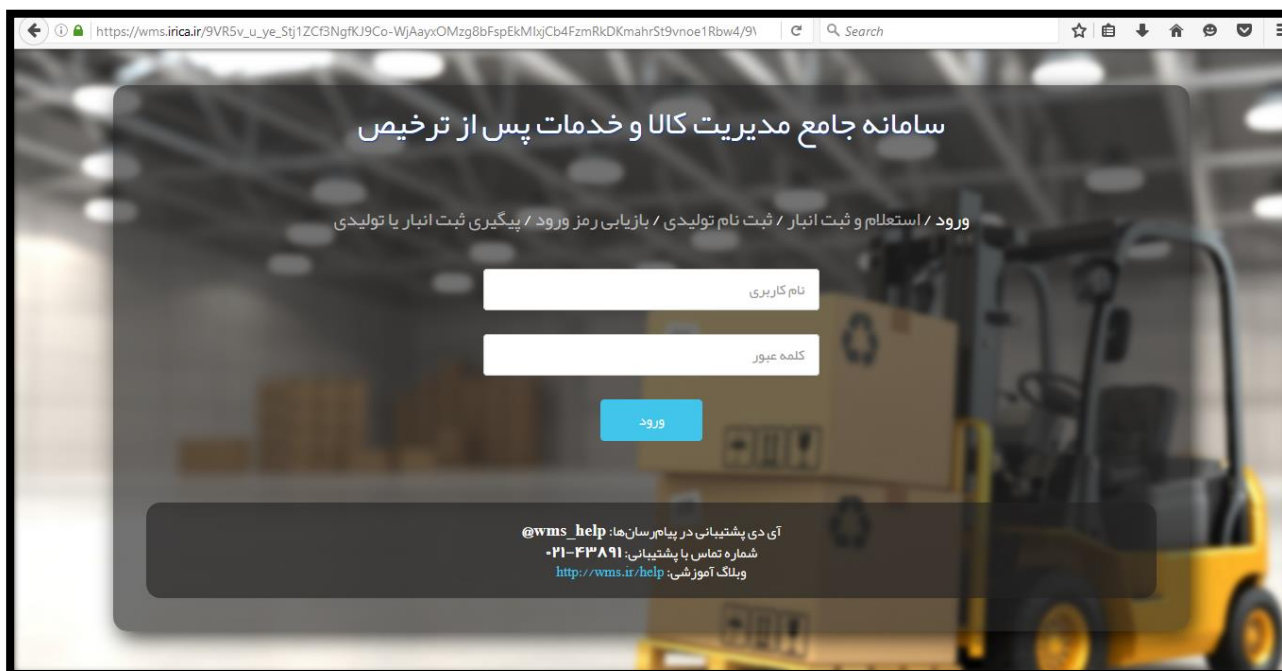 https://wms.irica.ir/9VR5v_u_ye_Stj1ZCf3NgfKJ9Co-WjAayxOMzg8bFspEkMIxjCb4FzmRkDKmahrSt9vnoe1Rbw4/9\
Search
سامانه جامع مدیریت کالا و خدمات پس از ترخیص
ورود / استعلام و ثبت انبار / ثبت نام تولیدی / بازیابی رمز ورود / پیگیری ثبت انبار یا تولیدی
نام کاربری
کلمه عبور
ورود
آی دی پشتیبانی در پیام‌رسان‌ها: @wms_help
شماره تماس با پشتیبانی: ۰۲۱-۴۳۸۹۱
وبلاگ آموزشی: http://wms.ir/help